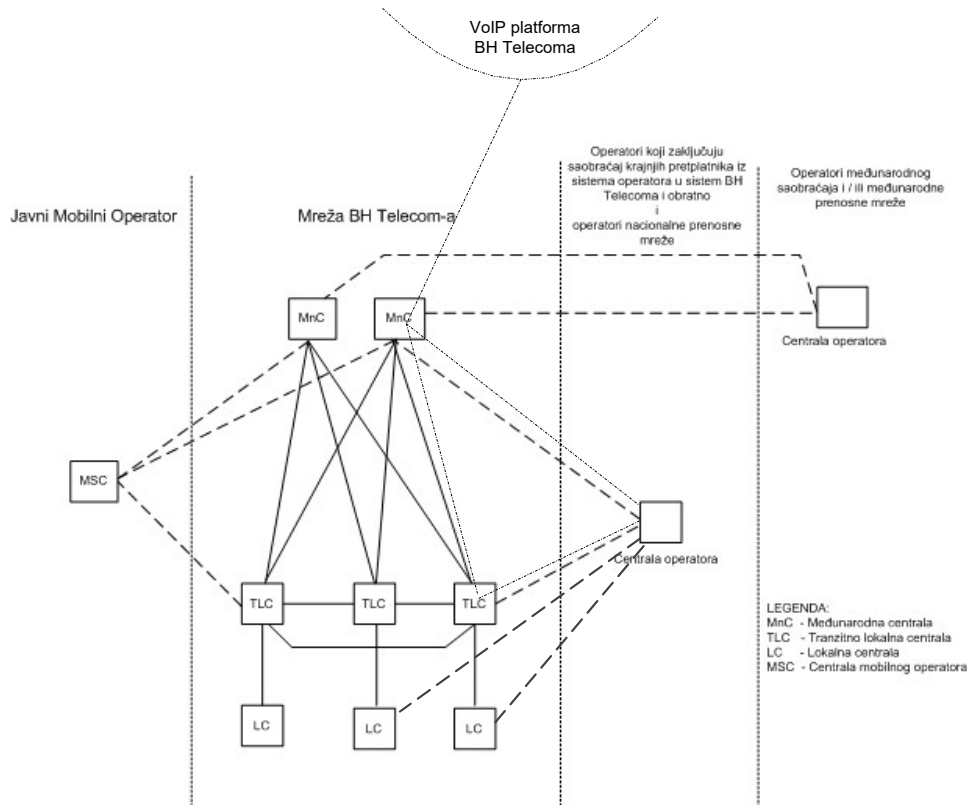 VoIP platforma
BH Telecoma
Operatori koji zaključuju
saobraćaj krajnjih pretplatnika iz
sistema operatora u sistem BH
Telecoma i obratno
i
operatori nacionalne prenosne
mreže
Operatori međunarodnog
saobraćaja i / ili međunarodne
prenosne mreže
Javni Mobilni Operator
Mreža BH Telecom-a
MnC
MnC
Centrala operatora
MSC
Centrala operatora
TLC
TLC
TLC
LEGENDA:
MnC - Međunarodna centrala
TLC - Tranzitno lokalna centrala
LC - Lokalna centrala
MSC - Centrala mobilnog operatora
LC
LC
LC